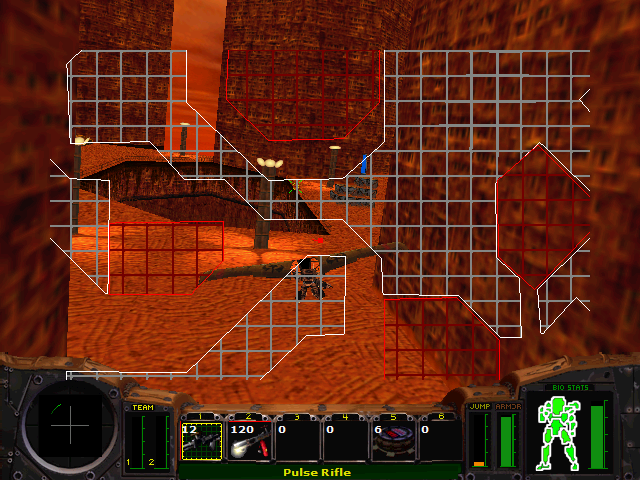 BIO STATS
TEAM
JUMP ARMOR
1 2 3 4 5 6
12 120 0 0 6 0
1 2
Pulse Rifle